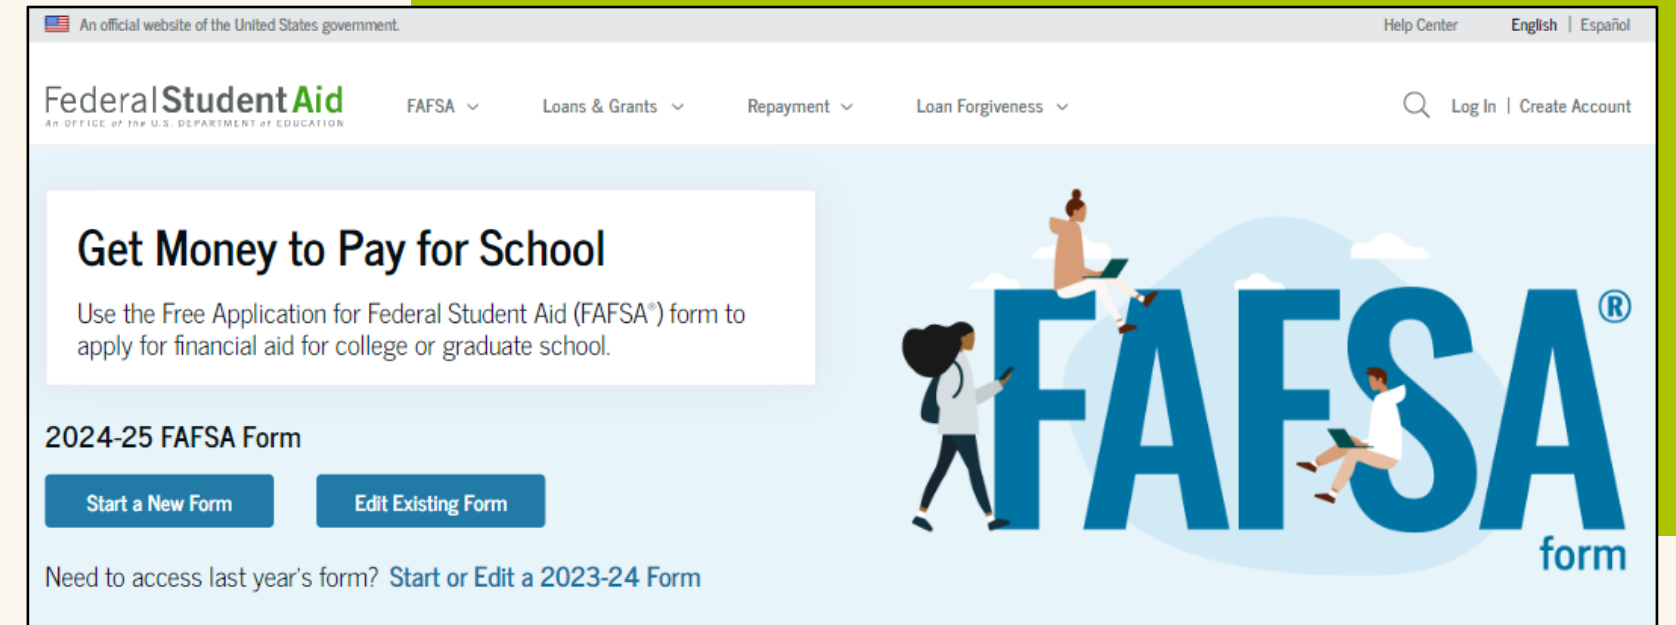 An official website of the United States government.
Help Center English | Español
Federal Student Aid
An OFFICE of the U.S. DEPARTMENT of EDUCATION
FAFSA Loans & Grants Repayment Loan Forgiveness
Log In | Create Account
Get Money to Pay for School
Use the Free Application for Federal Student Aid (FAFSA®) form to
apply for financial aid for college or graduate school.
2024-25 FAFSA Form
Start a New Form Edit Existing Form
Need to access last year's form? Start or Edit a 2023-24 Form
FAFSA®
form